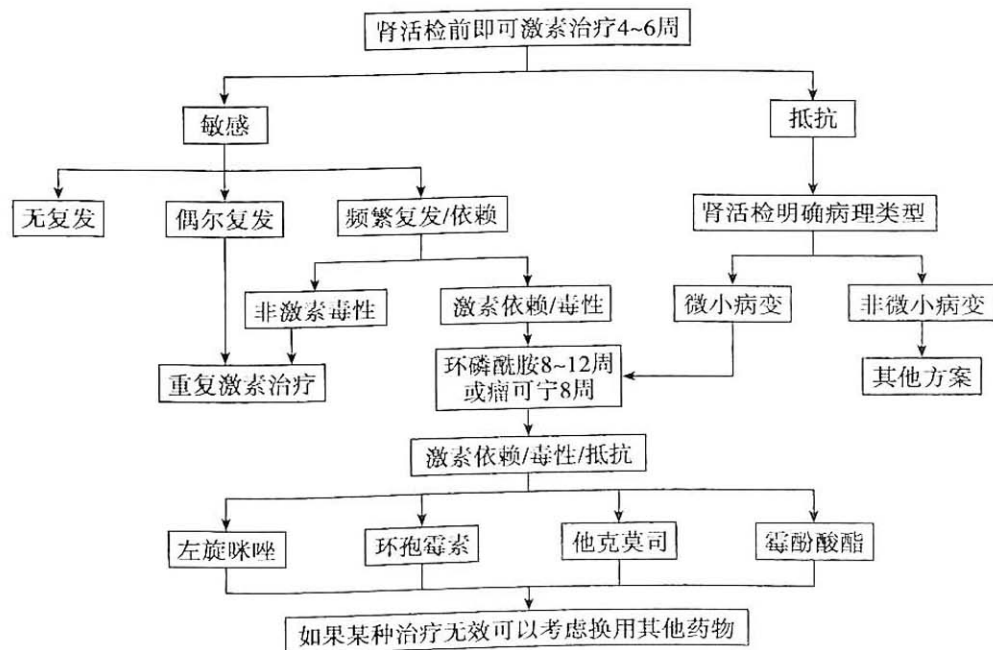 肾活检前即可激素治疗4~6周
敏感
抵抗
无复发
偶尔复发
频繁复发/依赖
肾活检明确病理类型
非激素毒性
激素依赖/毒性
微小病变
非微小病变
重复激素治疗
环磷酰胺8~12周
或瘤可宁8周
其他方案
激素依赖/毒性/抵抗
左旋咪唑
环孢霉素
他克莫司
霉酚酸酯
如果某种治疗无效可以考虑换用其他药物